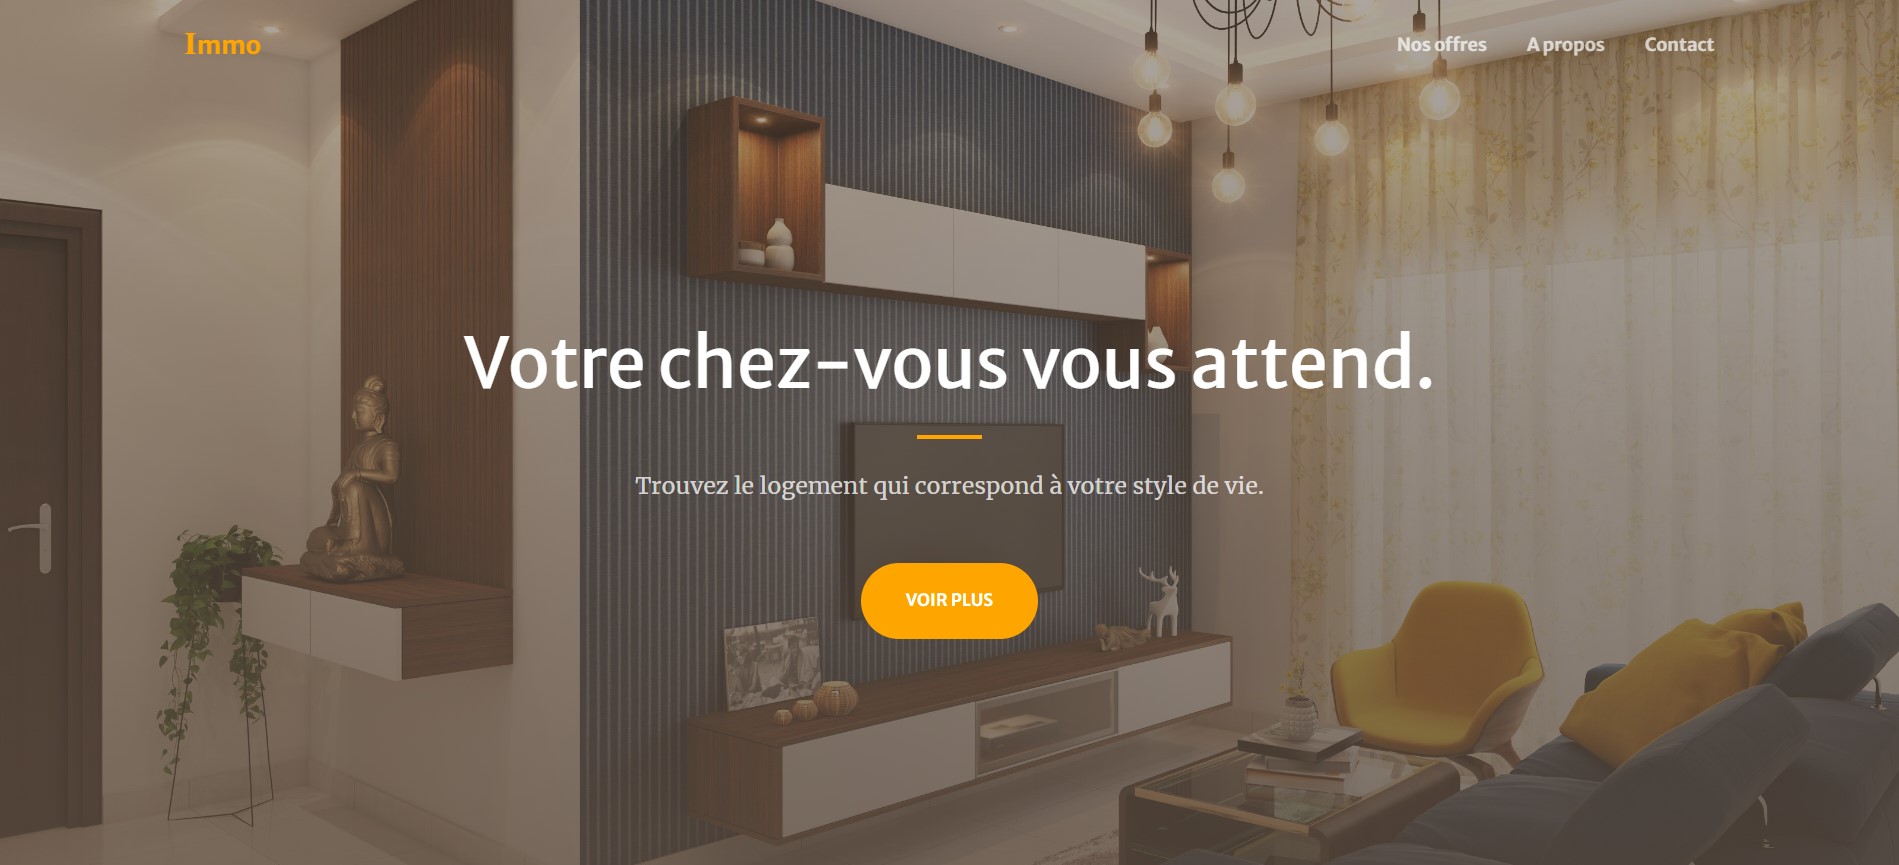 Immo
Nos offres
A propos
Contact
Votre chez-vous vous attend.
Trouvez le logement qui correspond à votre style de vie.
VOIR PLUS